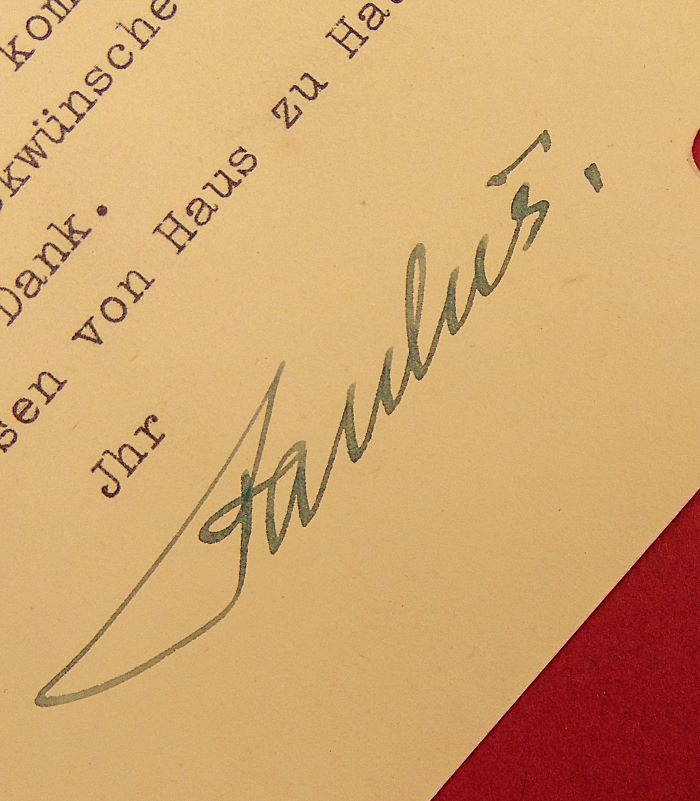 kom
kwünsche
Dank.
sen von Haus zu Ha
Jhr
Paulus.